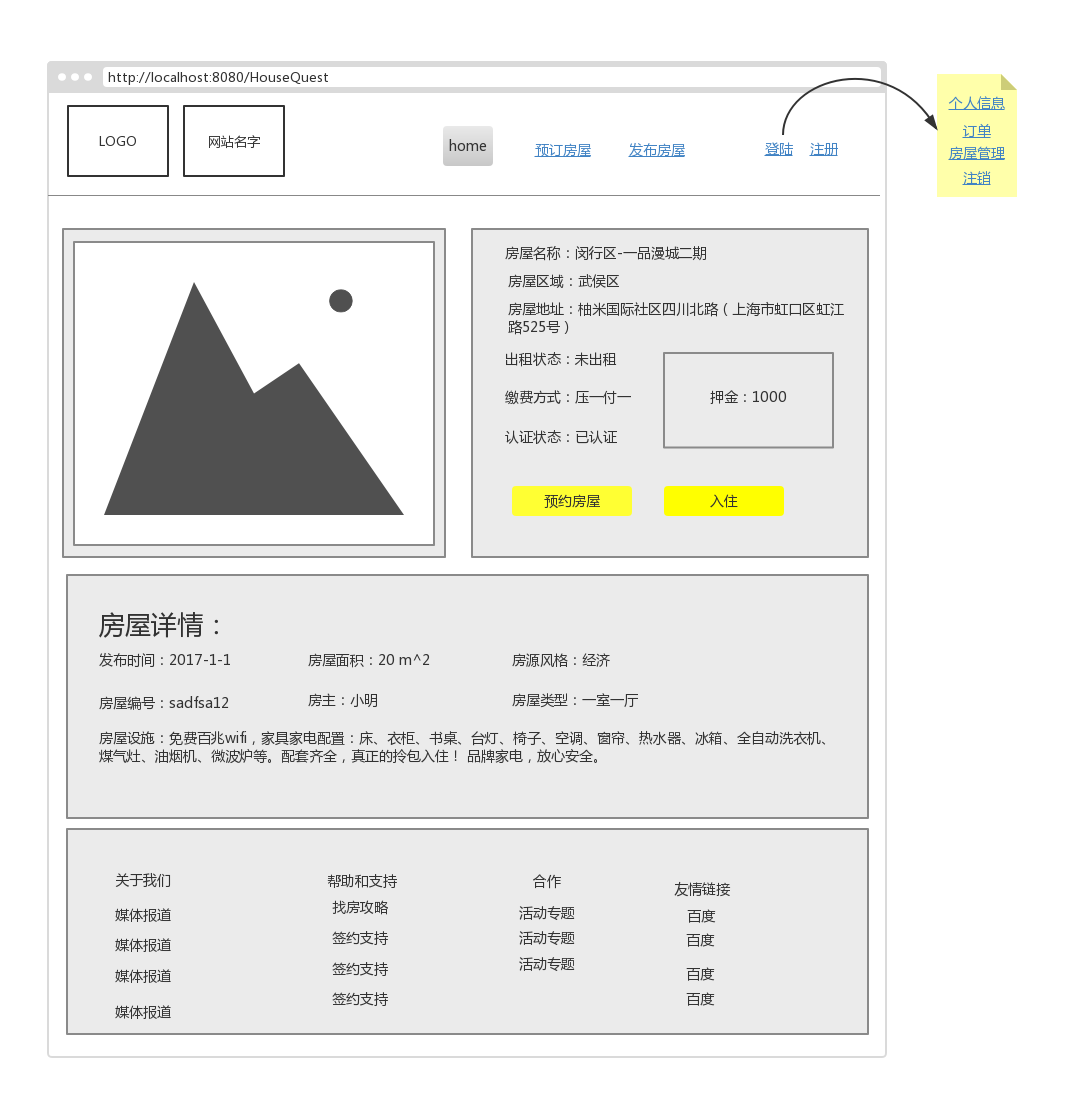 http://localhost:8080/HouseQuest
LOGO
网站名字
home
预订房屋
发布房屋
登陆
注册
个人信息
订单
房屋管理
注销
房屋名称：闵行区-一品漫城二期
房屋区域：武侯区
房屋地址：柚米国际社区四川北路（上海市虹口区虹江
路525号）
出租状态：未出租
缴费方式：压一付一
认证状态：已认证
押金：1000
预约房屋
入住
房屋详情：
发布时间：2017-1-1
房屋面积：20 m^2
房源风格：经济
房屋编号：sadfsa12
房主：小明
房屋类型：一室一厅
房屋设施：免费百兆wifi，家具家电配置：床、衣柜、书桌、台灯、椅子、空调、窗帘、热水器、冰箱、全自动洗衣机、
煤气灶、油烟机、微波炉等。配套齐全，真正的拎包入住！ 品牌家电，放心安全。
关于我们
媒体报道
媒体报道
媒体报道
媒体报道
帮助和支持
找房攻略
签约支持
签约支持
签约支持
合作
活动专题
活动专题
活动专题
友情链接
百度
百度
百度
百度